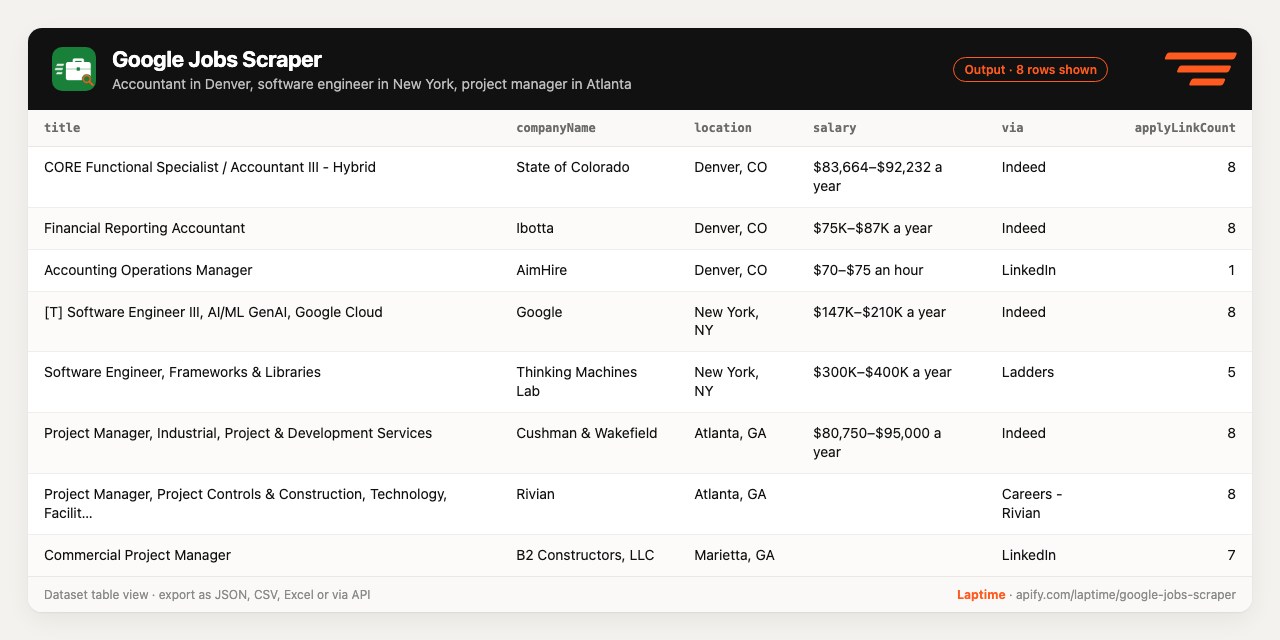 Google Jobs Scraper
Accountant in Denver, software engineer in New York, project manager in Atlanta
Output · 8 rows shown
title companyName location salary via applyLinkCount
CORE Functional Specialist / Accountant III - Hybrid State of Colorado Denver, CO $83,664–$92,232 a year Indeed 8
Financial Reporting Accountant Ibotta Denver, CO $75K–$87K a year Indeed 8
Accounting Operations Manager AimHire Denver, CO $70–$75 an hour LinkedIn 1
[T] Software Engineer III, AI/ML GenAI, Google Cloud Google New York, NY $147K–$210K a year Indeed 8
Software Engineer, Frameworks & Libraries Thinking Machines Lab New York, NY $300K–$400K a year Ladders 5
Project Manager, Industrial, Project & Development Services Cushman & Wakefield Atlanta, GA $80,750–$95,000 a year Indeed 8
Project Manager, Project Controls & Construction, Technology, Facilit... Rivian Atlanta, GA Careers - Rivian 8
Commercial Project Manager B2 Constructors, LLC Marietta, GA LinkedIn 7
Dataset table view · export as JSON, CSV, Excel or via API
Laptime · apify.com/laptime/google-jobs-scraper